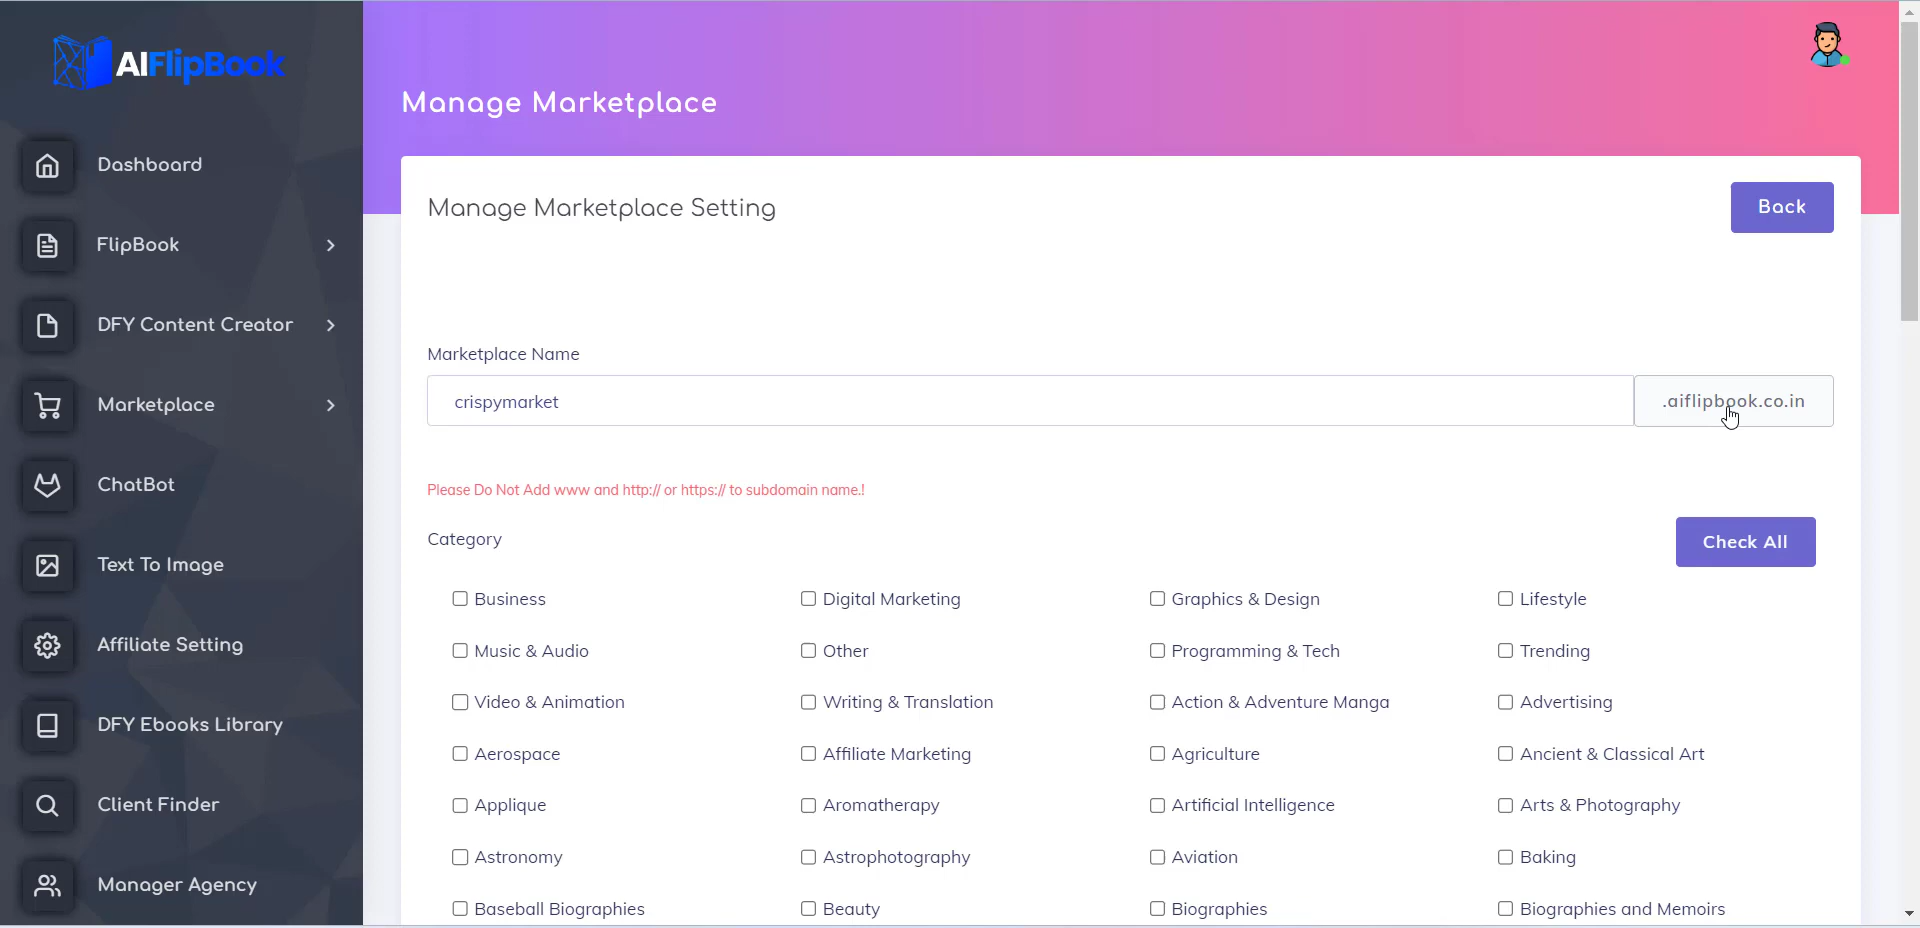 AIFlipBook
Manage Marketplace
Dashboard
FlipBook
DFY Content Creator
Marketplace
ChatBot
Text To Image
Affiliate Setting
DFY Ebooks Library
Client Finder
Manager Agency
Manage Marketplace Setting
Back
Marketplace Name
crispymarket
.aiflipbook.co.in
Please Do Not Add www and http:// or https:// to subdomain name.!
Category
Check All
Business
Digital Marketing
Graphics & Design
Lifestyle
Music & Audio
Other
Programming & Tech
Trending
Video & Animation
Writing & Translation
Action & Adventure Manga
Advertising
Aerospace
Affiliate Marketing
Agriculture
Ancient & Classical Art
Applique
Aromatherapy
Artificial Intelligence
Arts & Photography
Astronomy
Astrophotography
Aviation
Baking
Baseball Biographies
Beauty
Biographies
Biographies and Memoirs